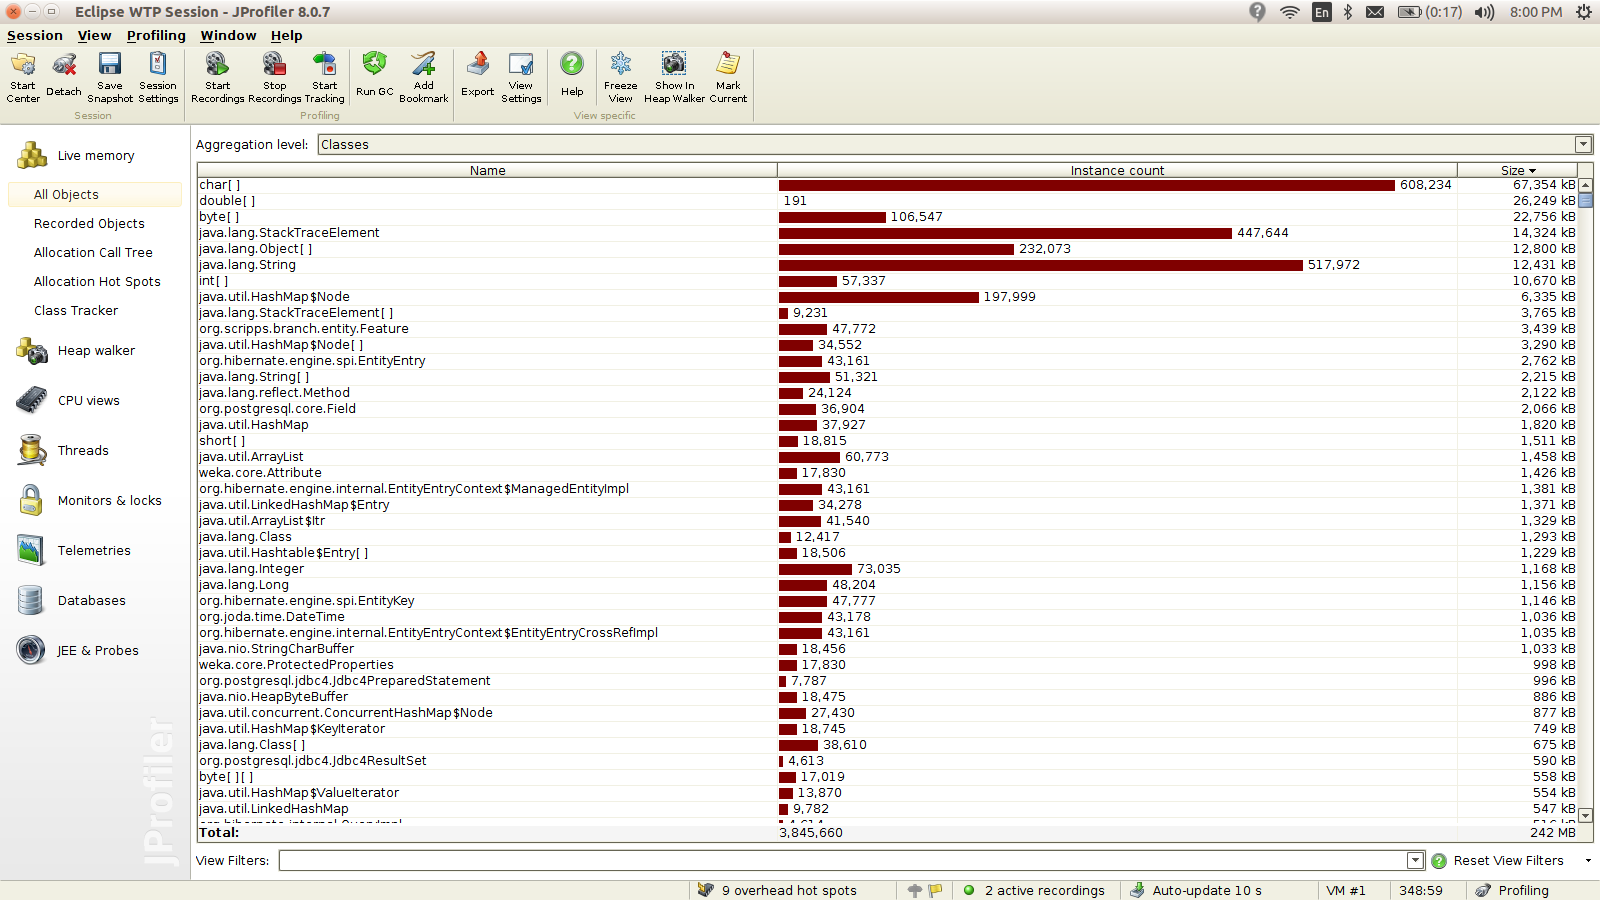 Eclipse WTP Session - JProfiler 8.0.7
En
(0:17)
8:00 PM
Session View Profiling Window Help
Start Center
Detach
Save Snapshot
Session Settings
Start Recordings
Stop Recordings
Start Tracking
Run GC
Add Bookmark
Export
View Settings
Help
Freeze View
Show In Heap Walker
Mark Current
Session
Profiling
View specific
Live memory
All Objects
Recorded Objects
Allocation Call Tree
Allocation Hot Spots
Class Tracker
Heap walker
CPU views
Threads
Monitors & locks
Telemetries
Databases
JEE & Probes
JProfiler
Aggregation level: Classes
Name Instance count Size
char[ ] 608,234 67,354 kB
double[ ] 191 26,249 kB
byte[ ] 106,547 22,756 kB
java.lang.StackTraceElement 447,644 14,324 kB
java.lang.Object[ ] 232,073 12,800 kB
java.lang.String 517,972 12,431 kB
int[ ] 57,337 10,670 kB
java.util.HashMap$Node 197,999 6,335 kB
java.lang.StackTraceElement[ ] 9,231 3,765 kB
org.scripps.branch.entity.Feature 47,772 3,439 kB
java.util.HashMap$Node[ ] 34,552 3,290 kB
org.hibernate.engine.spi.EntityEntry 43,161 2,762 kB
java.lang.String[ ] 51,321 2,215 kB
java.lang.reflect.Method 24,124 2,122 kB
org.postgresql.core.Field 36,904 2,066 kB
java.util.HashMap 37,927 1,820 kB
short[ ] 18,815 1,511 kB
java.util.ArrayList 60,773 1,458 kB
weka.core.Attribute 17,830 1,426 kB
org.hibernate.engine.internal.EntityEntryContext$ManagedEntityImpl 43,161 1,381 kB
java.util.LinkedHashMap$Entry 34,278 1,371 kB
java.util.ArrayList$Itr 41,540 1,329 kB
java.lang.Class 12,417 1,293 kB
java.util.Hashtable$Entry[ ] 18,506 1,229 kB
java.lang.Integer 73,035 1,168 kB
java.lang.Long 48,204 1,156 kB
org.hibernate.engine.spi.EntityKey 47,777 1,146 kB
org.joda.time.DateTime 43,178 1,036 kB
org.hibernate.engine.internal.EntityEntryContext$EntityEntryCrossRefImpl 43,161 1,035 kB
java.nio.StringCharBuffer 18,456 1,033 kB
weka.core.ProtectedProperties 17,830 998 kB
org.postgresql.jdbc4.Jdbc4PreparedStatement 7,787 996 kB
java.nio.HeapByteBuffer 18,475 886 kB
java.util.concurrent.ConcurrentHashMap$Node 27,430 877 kB
java.util.HashMap$KeyIterator 18,745 749 kB
java.lang.Class[ ] 38,610 675 kB
org.postgresql.jdbc4.Jdbc4ResultSet 4,613 590 kB
byte[ ][ ] 17,019 558 kB
java.util.HashMap$ValueIterator 13,870 554 kB
java.util.LinkedHashMap 9,782 547 kB
Total: 3,845,660 242 MB
View Filters: Reset View Filters
9 overhead hot spots
2 active recordings
Auto-update 10 s
VM #1
348:59
Profiling